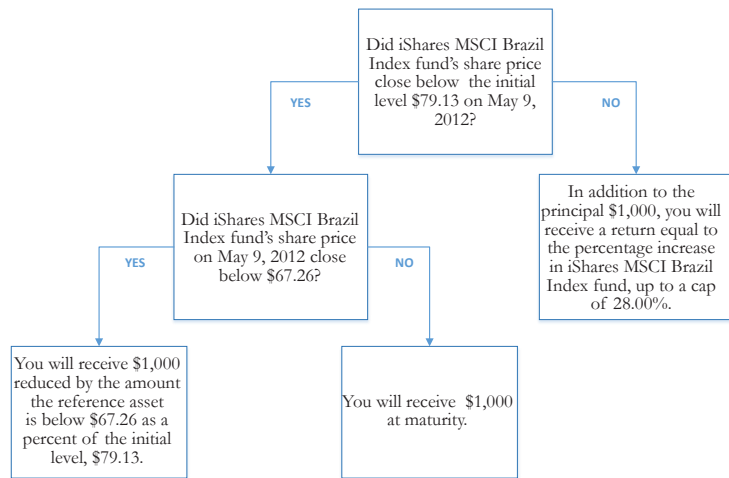 Did iShares MSCI Brazil
Index fund's share price
close below the initial
level $79.13 on May 9,
2012?
YES
NO
Did iShares MSCI Brazil
Index fund's share price
on May 9, 2012 close
below $67.26?
In addition to the
principal $1,000, you will
receive a return equal to
the percentage increase
in iShares MSCI Brazil
Index fund, up to a cap
of 28.00%.
YES
NO
You will receive $1,000
reduced by the amount
the reference asset
is below $67.26 as a
percent of the initial
level, $79.13.
You will receive $1,000
at maturity.